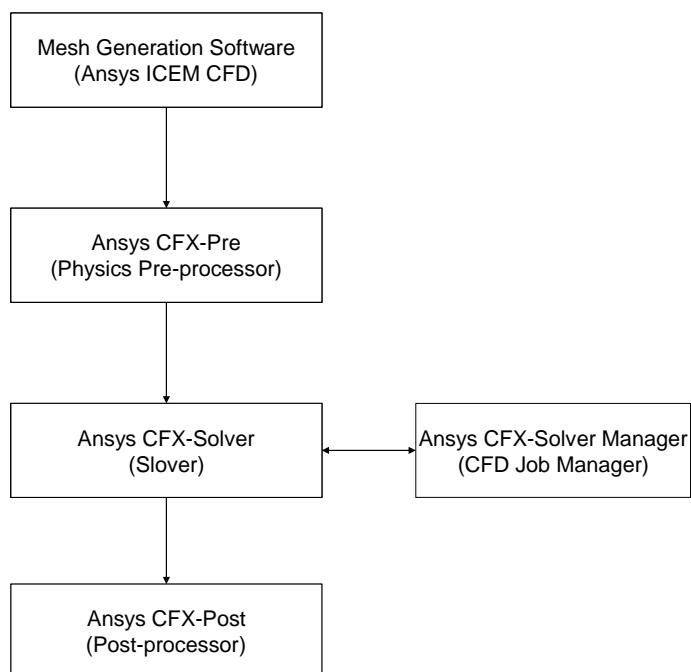 Mesh Generation Software
(Ansys ICEM CFD)
Ansys CFX-Pre
(Physics Pre-processor)
Ansys CFX-Solver
(Slover)
Ansys CFX-Solver Manager
(CFD Job Manager)
Ansys CFX-Post
(Post-processor)